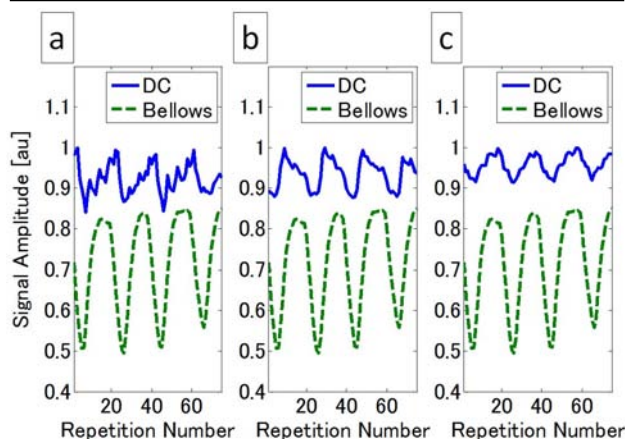 a b c
DC
Bellows
DC
Bellows
DC
Bellows
Signal Amplitude [au]
1.1
1
0.9
0.8
0.7
0.6
0.5
0.4
20 40 60
20 40 60
20 40 60
Repetition Number Repetition Number Repetition Number